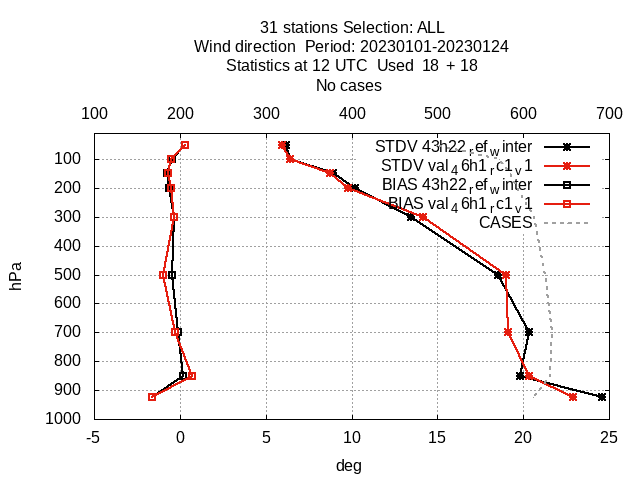 31 stations Selection: ALL
Wind direction  Period: 20230101-20230124
Statistics at 12 UTC  Used  18  + 18
No cases
100 200 300 400 500 600 700
STDV 43h22_ref_winter
STDV val_46h1_rc1_v1
BIAS 43h22_ref_winter
BIAS val_46h1_rc1_v1
CASES
100
200
300
400
500
600
700
800
900
1000
hPa
-5 0 5 10 15 20 25
deg